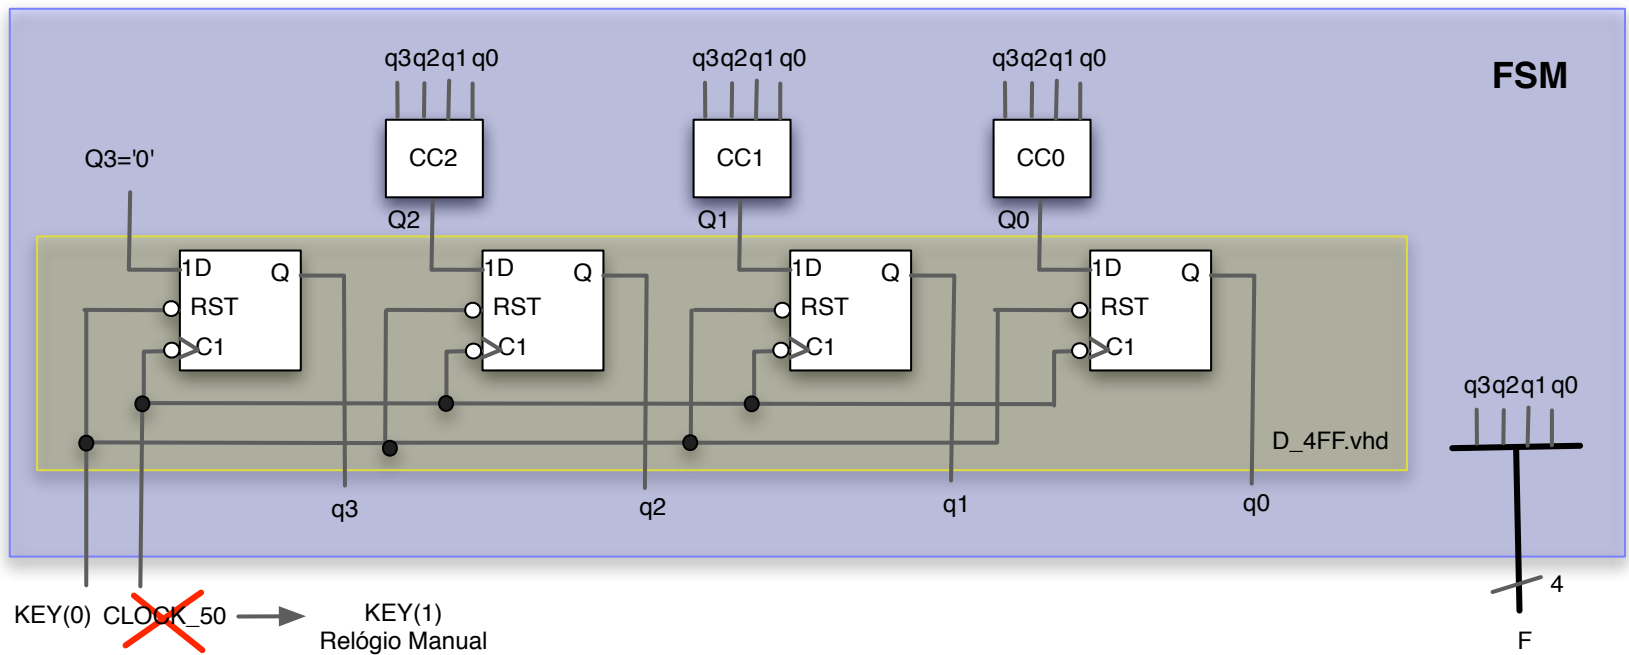 q3q2q1 q0
q3q2q1 q0
q3q2q1 q0
FSM
Q3='0'
CC2
CC1
CC0
Q2
Q1
Q0
1D
Q
RST
C1
1D
Q
RST
C1
1D
Q
RST
C1
1D
Q
RST
C1
q3q2q1 q0
D_4FF.vhd
q3
q2
q1
q0
4
KEY(0)
CLOCK_50
KEY(1)
Relógio Manual
F